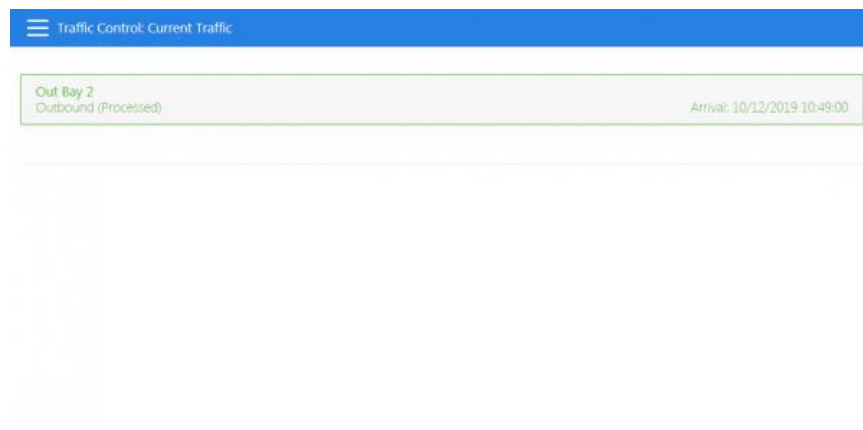 Traffic Control: Current Traffic
Out Bay 2
Outbound (Processed)
Arrival: 10/12/2019 10:49:00